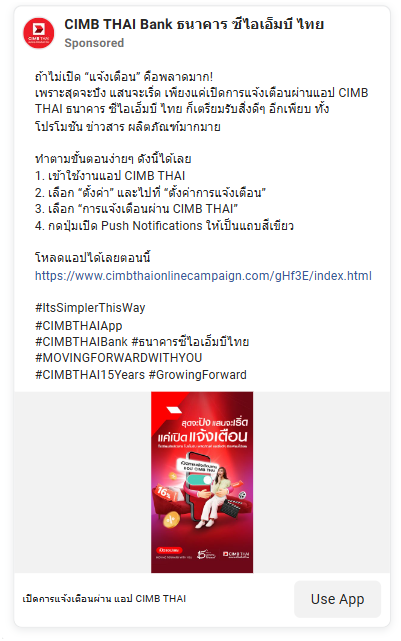 CIMB THAI Bank ธนาคาร ซีไอเอ็มบี ไทย
Sponsored
ถ้าไม่เปิด “แจ้งเตือน” คือพลาดมาก!
เพราะสุดจะปัง แสนจะเริ่ด เพียงแค่เปิดการแจ้งเตือนผ่านแอป CIMB
THAI ธนาคาร ซีไอเอ็มบี ไทย ก็เตรียมรับสิ่งดีๆ อีกเพียบ ทั้ง
โปรโมชัน ข่าวสาร ผลิตภัณฑ์มากมาย
ทำตามขั้นตอนง่ายๆ ดังนี้ได้เลย
1. เข้าใช้งานแอป CIMB THAI
2. เลือก “ตั้งค่า” และไปที่ “ตั้งค่าการแจ้งเตือน”
3. เลือก “การแจ้งเตือนผ่าน CIMB THAI”
4. กดปุ่มเปิด Push Notifications ให้เป็นแถบสีเขียว
โหลดแอปได้เลยตอนนี้
https://www.cimbthaionlinecampaign.com/gHf3E/index.html
#ItsSimplerThisWay
#CIMBTHAIApp
#CIMBTHAIBank #ธนาคารซีไอเอ็มบีไทย
#MOVINGFORWARDWITHYOU
#CIMBTHAI15Years #GrowingForward
สุดจะปัง แสนจะเริ่ด
แค่เปิด แจ้งเตือน
16%
CIMB THAI
เปิดการแจ้งเตือนผ่าน แอป CIMB THAI
Use App